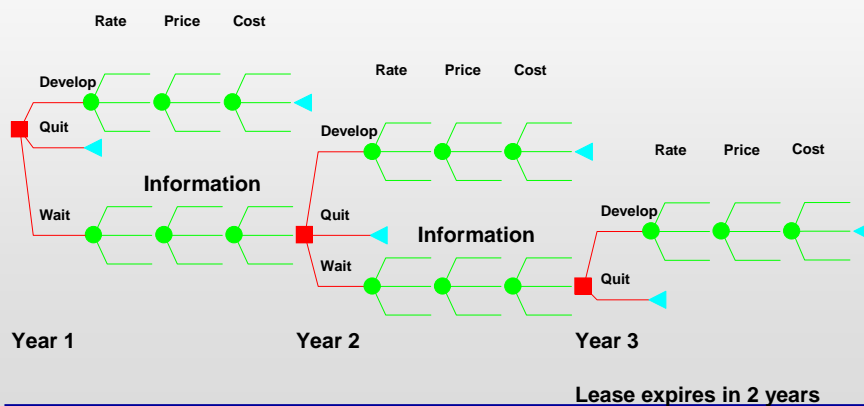 Rate Price Cost
Develop
Quit
Information
Wait
Year 1
Rate Price Cost
Develop
Quit
Information
Wait
Year 2
Rate Price Cost
Develop
Quit
Year 3
Lease expires in 2 years